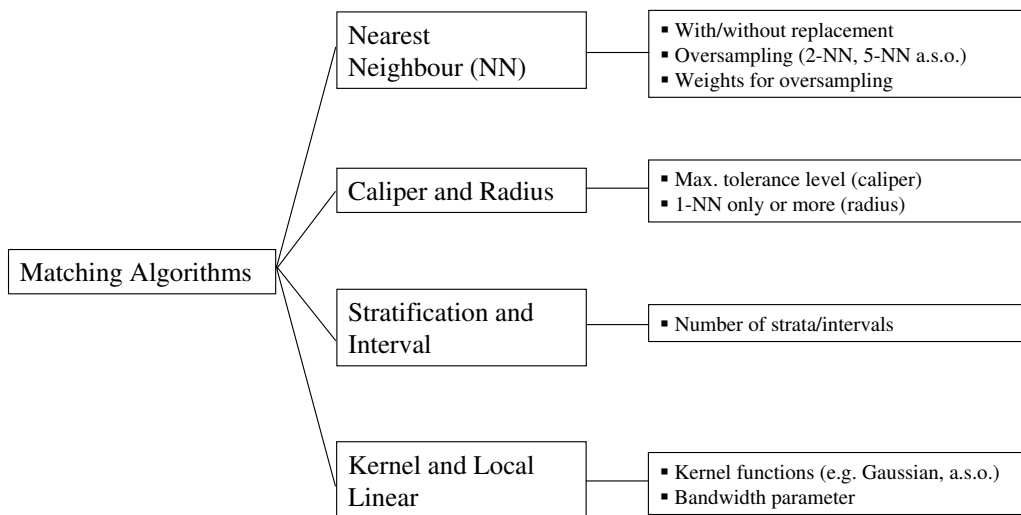 Nearest
Neighbour (NN)
▪ With/without replacement
▪ Oversampling (2-NN, 5-NN a.s.o.)
▪ Weights for oversampling
Caliper and Radius
▪ Max. tolerance level (caliper)
▪ 1-NN only or more (radius)
Matching Algorithms
Stratification and
Interval
▪ Number of strata/intervals
Kernel and Local
Linear
▪ Kernel functions (e.g. Gaussian, a.s.o.)
▪ Bandwidth parameter